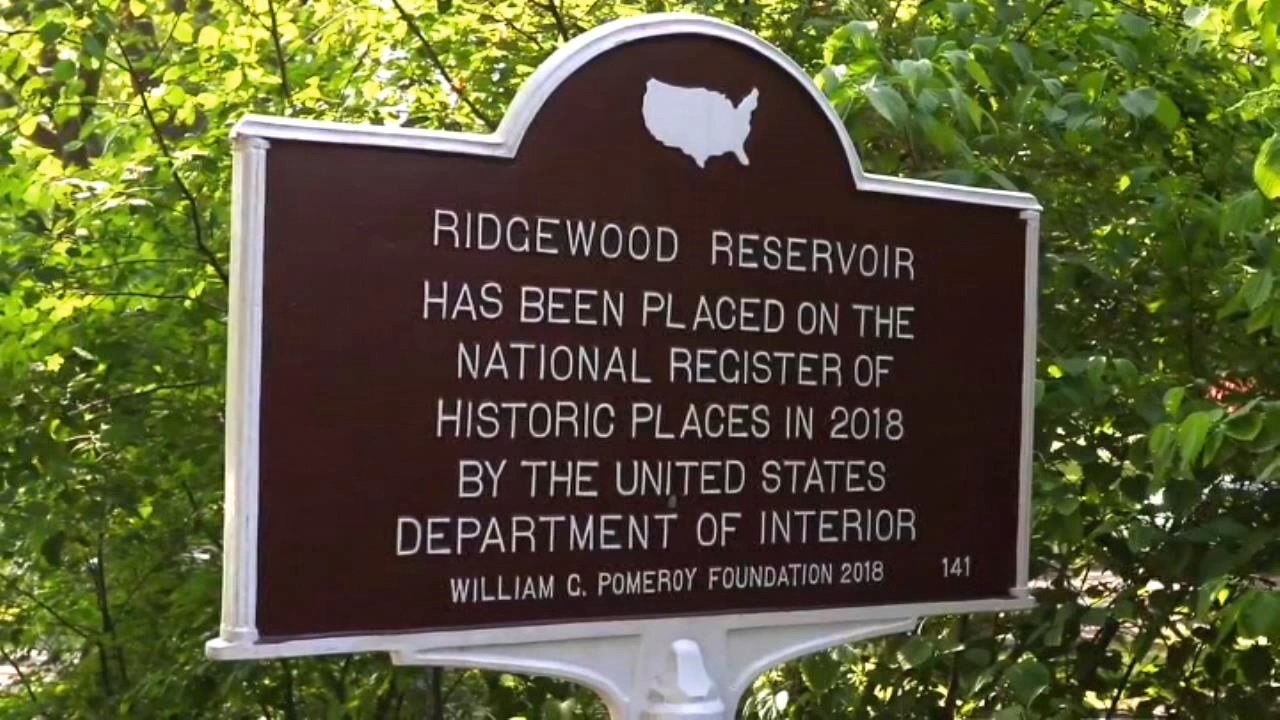 RIDGEWOOD RESERVOIR
HAS BEEN PLACED ON THE
NATIONAL REGISTER OF
HISTORIC PLACES IN 2018
BY THE UNITED STATES
DEPARTMENT OF INTERIOR
WILLIAM G. POMEROY FOUNDATION 2018 141